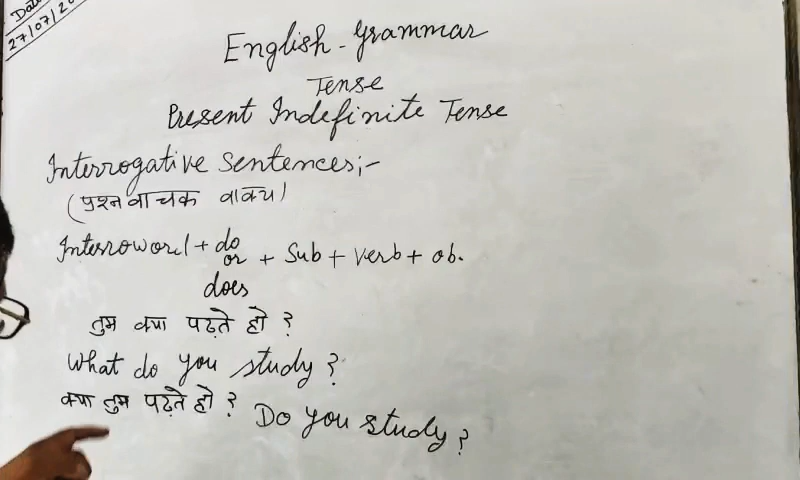 Date
27/07/20
English - Grammar
Tense
Present Indefinite Tense
Interrogative Sentences;-
(प्रश्नवाचक वाक्य)
Interroword + do or does + Sub + verb + ob.
तुम क्या पढ़ते हो ?
What do you study ?
क्या तुम पढ़ते हो ? Do you study ?